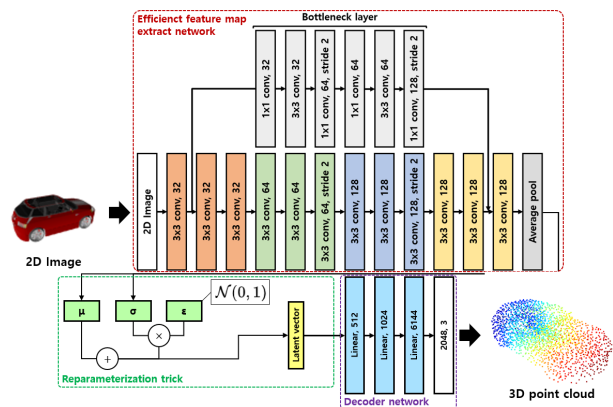 Efficienct feature map
extract network
Bottleneck layer
1x1 conv, 32
3x3 conv, 32
1x1 conv, 64, stride 2
1x1 conv, 64
3x3 conv, 64
1x1 conv, 128, stride 2
2D Image
3x3 conv, 32
3x3 conv, 32
3x3 conv, 32
3x3 conv, 64
3x3 conv, 64
3x3 conv, 64, stride 2
3x3 conv, 128
3x3 conv, 128
3x3 conv, 128, stride 2
3x3 conv, 128
3x3 conv, 128
3x3 conv, 128
Average pool
2D Image
μ
σ
ε
N(0, 1)
×
+
Latent vector
Reparameterization trick
Linear, 512
Linear, 1024
Linear, 6144
2048, 3
Decoder network
3D point cloud